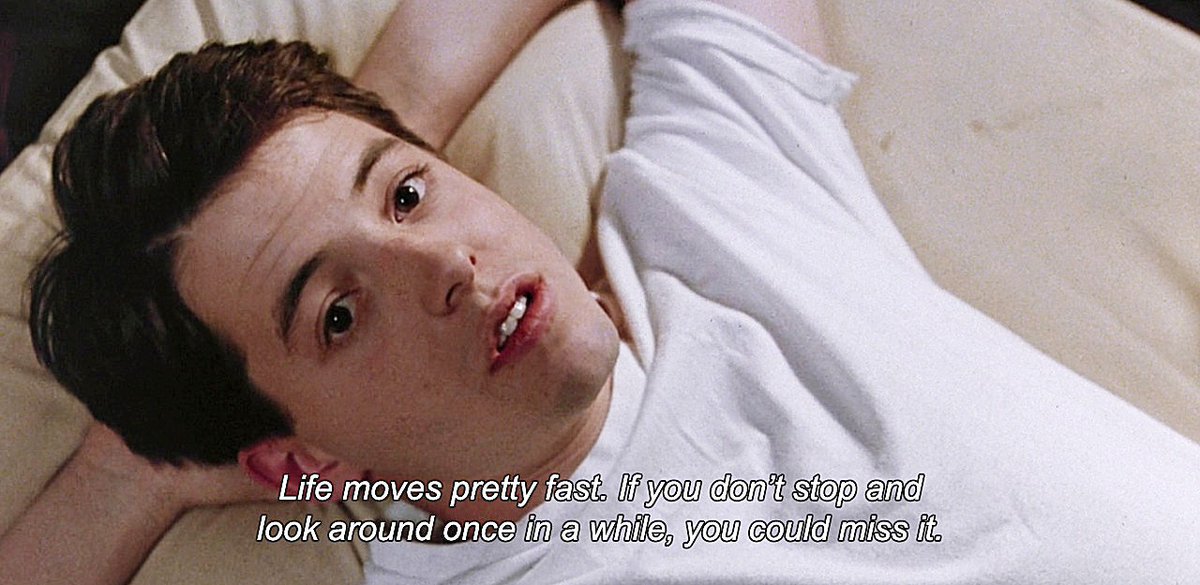 Life moves pretty fast. If you don't stop and
look around once in a while, you could miss it.